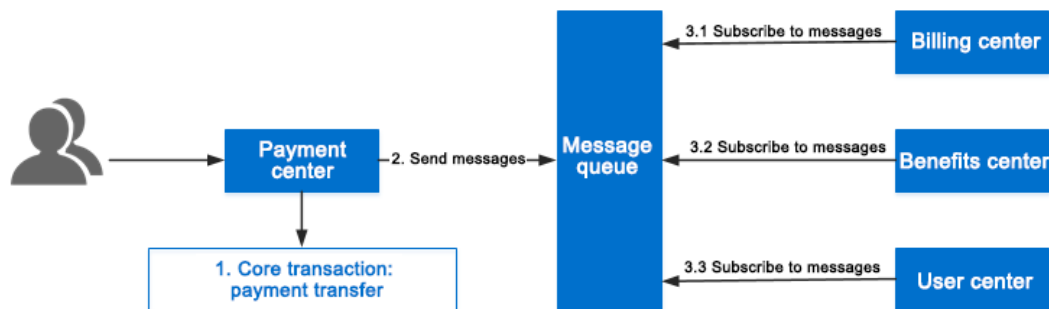 3.1 Subscribe to messages
Billing center
Payment
center
2. Send messages
Message
queue
3.2 Subscribe to messages
Benefits center
1. Core transaction:
payment transfer
3.3 Subscribe to messages
User center